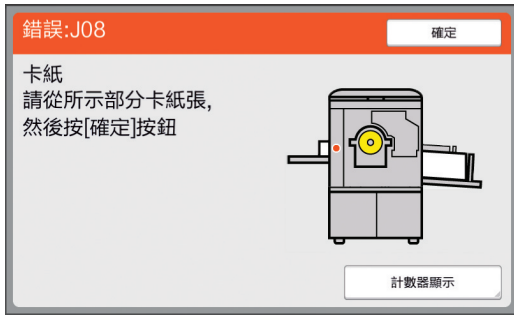 錯誤:J08
確定
卡紙
請從所示部分卡紙張,
然後按[確定]按鈕
計數器顯示